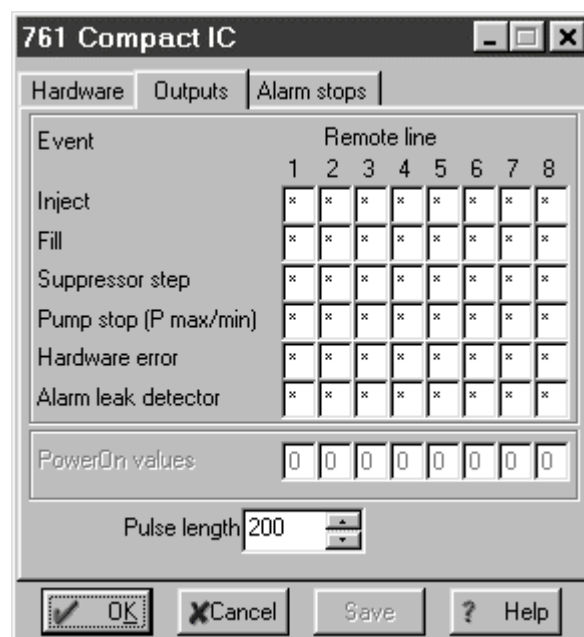 761 Compact IC
Hardware Outputs Alarm stops
Event Remote line
1 2 3 4 5 6 7 8
Inject * * * * * * * *
Fill * * * * * * * *
Suppressor step * * * * * * * *
Pump stop (P max/min) * * * * * * * *
Hardware error * * * * * * * *
Alarm leak detector * * * * * * * *
PowerOn values 0 0 0 0 0 0 0 0
Pulse length 200
OK Cancel Save ? Help